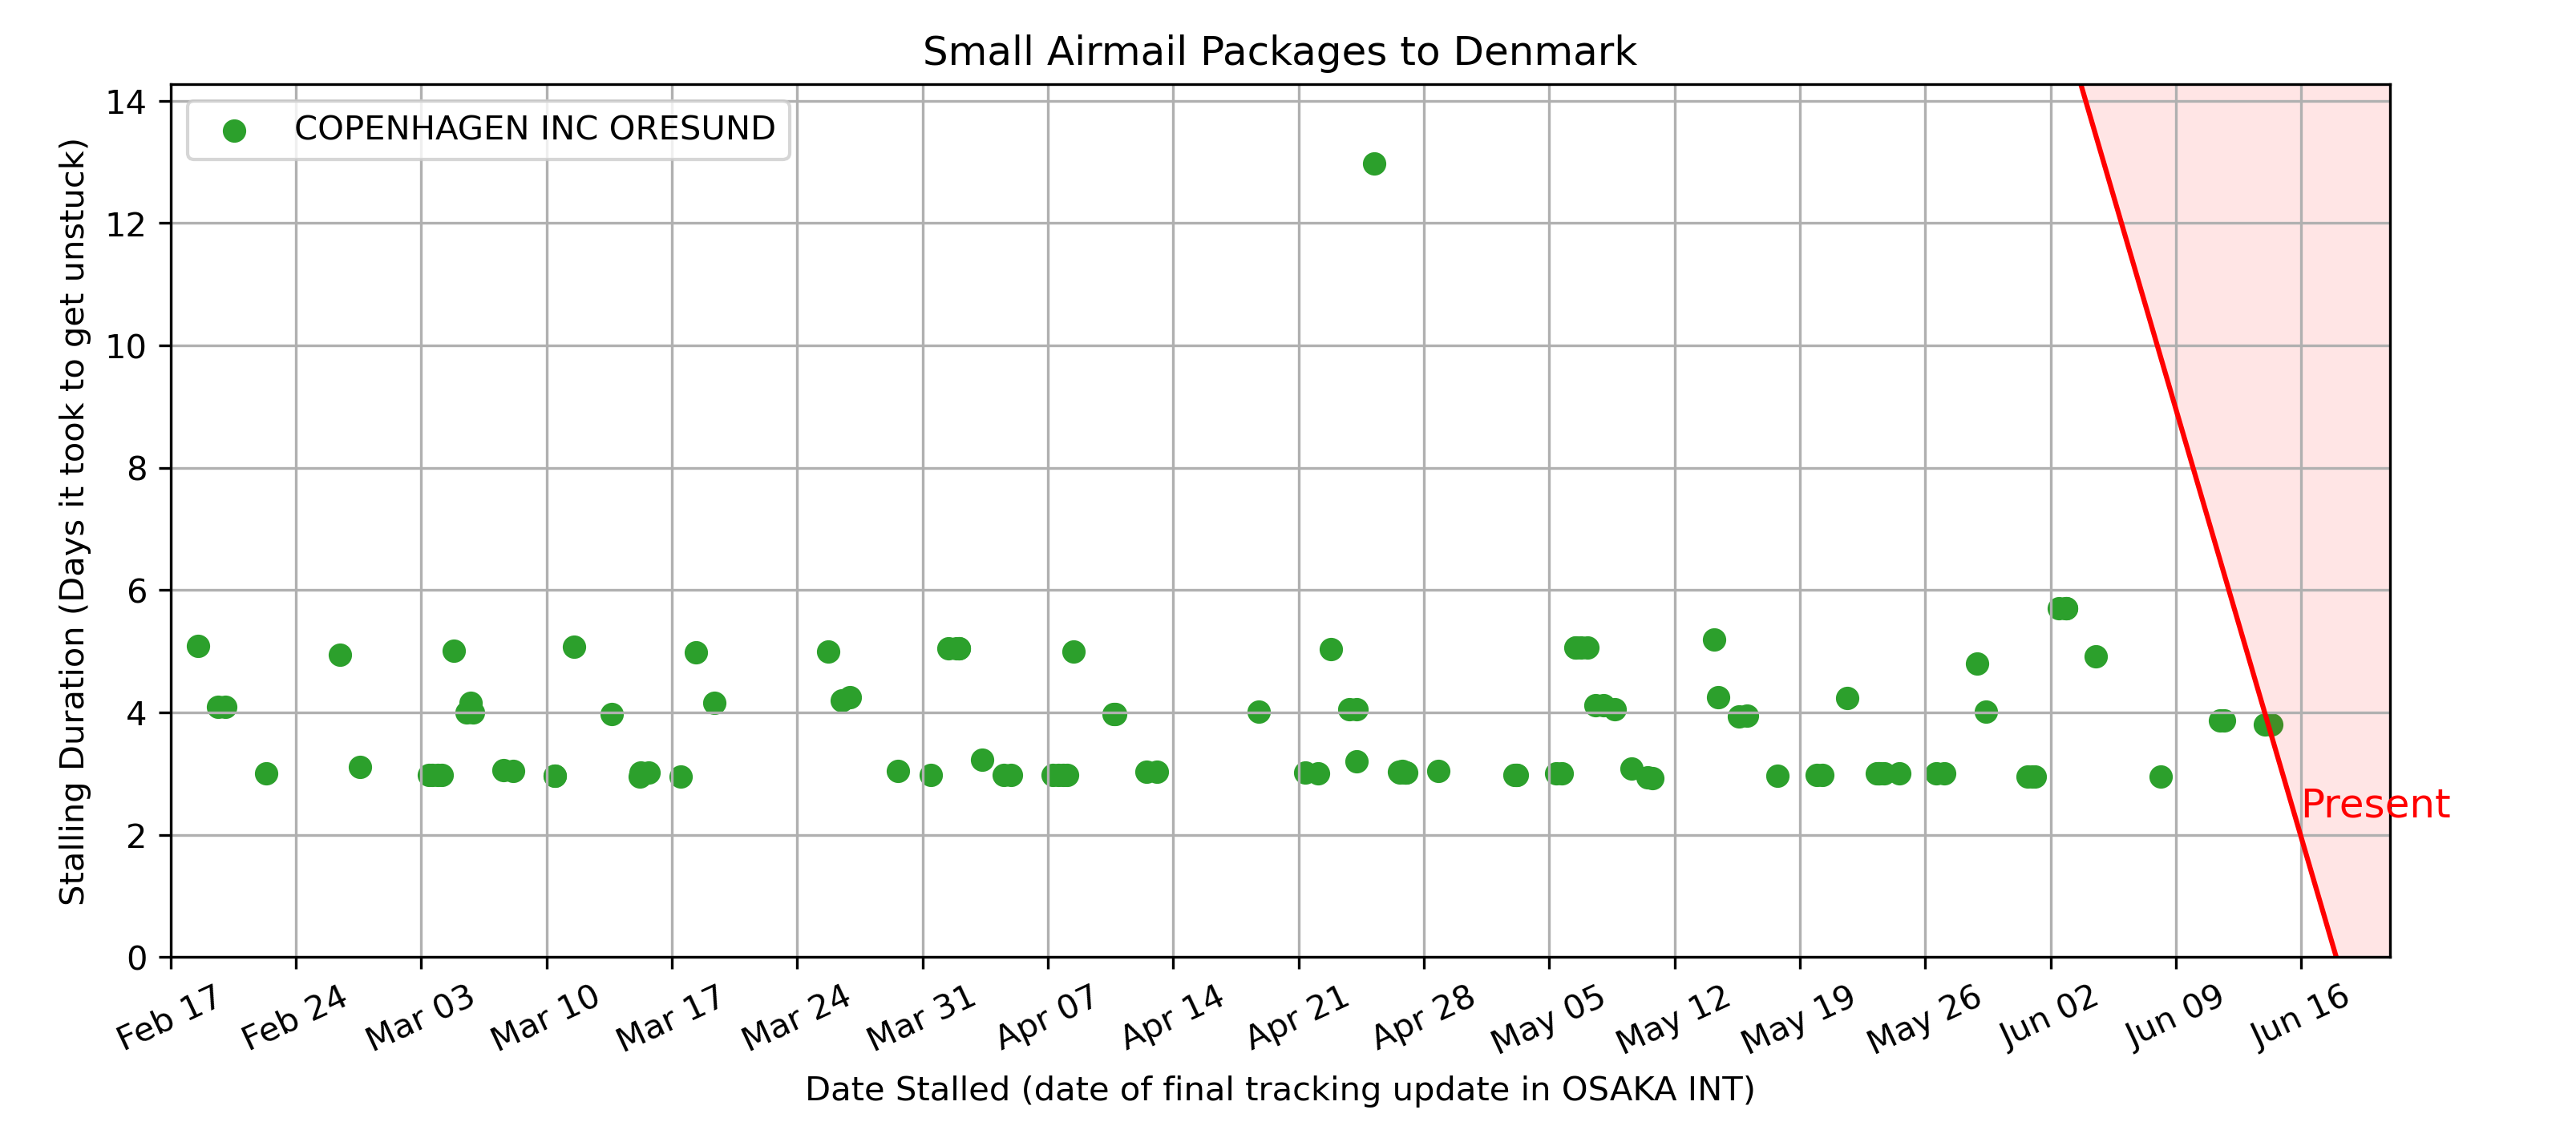 Small Airmail Packages to Denmark
COPENHAGEN INC ORESUND
Stalling Duration (Days it took to get unstuck)
14
12
10
8
6
4
2
0
Present
Feb 17
Feb 24
Mar 03
Mar 10
Mar 17
Mar 24
Mar 31
Apr 07
Apr 14
Apr 21
Apr 28
May 05
May 12
May 19
May 26
Jun 02
Jun 09
Jun 16
Date Stalled (date of final tracking update in OSAKA INT)